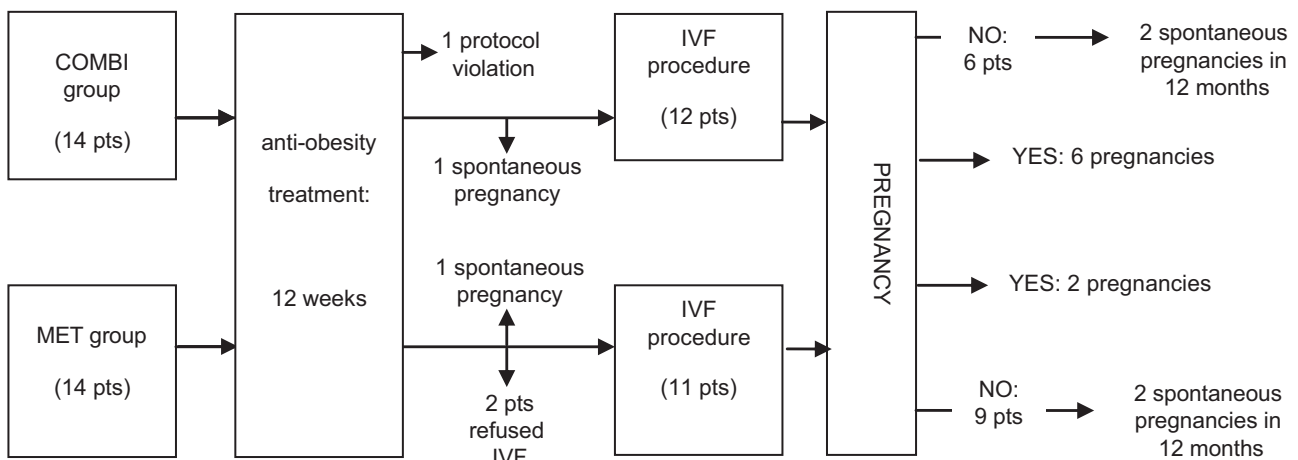 COMBI
group
(14 pts)
anti-obesity
treatment:
12 weeks
1 protocol
violation
1 spontaneous
pregnancy
IVF
procedure
(12 pts)
PREGNANCY
NO:
6 pts
2 spontaneous
pregnancies in
12 months
YES: 6 pregnancies
YES: 2 pregnancies
MET group
(14 pts)
1 spontaneous
pregnancy
2 pts
refused
IVF
IVF
procedure
(11 pts)
NO:
9 pts
2 spontaneous
pregnancies in
12 months